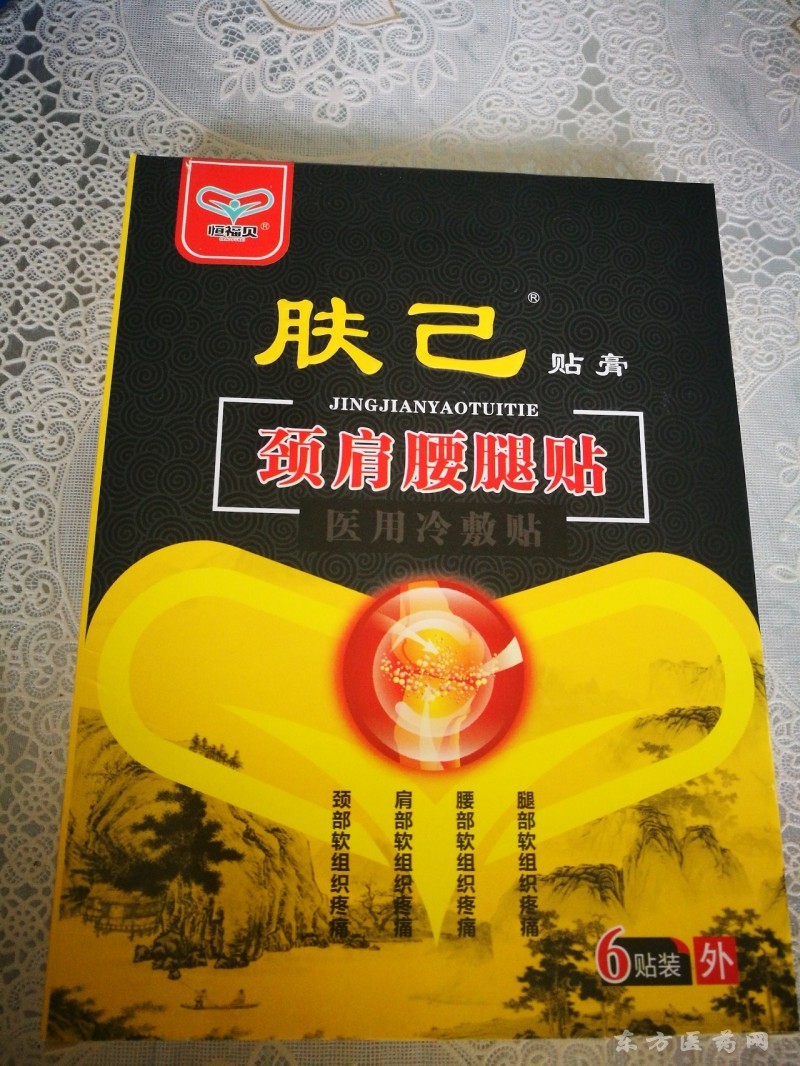 恒福贝®
肤己® 贴膏
JINGJIANYAOTUITIE
颈肩腰腿贴
医用冷敷贴
颈部软组织疼痛
肩部软组织疼痛
腰部软组织疼痛
腿部软组织疼痛
6贴装 外
东方医药网